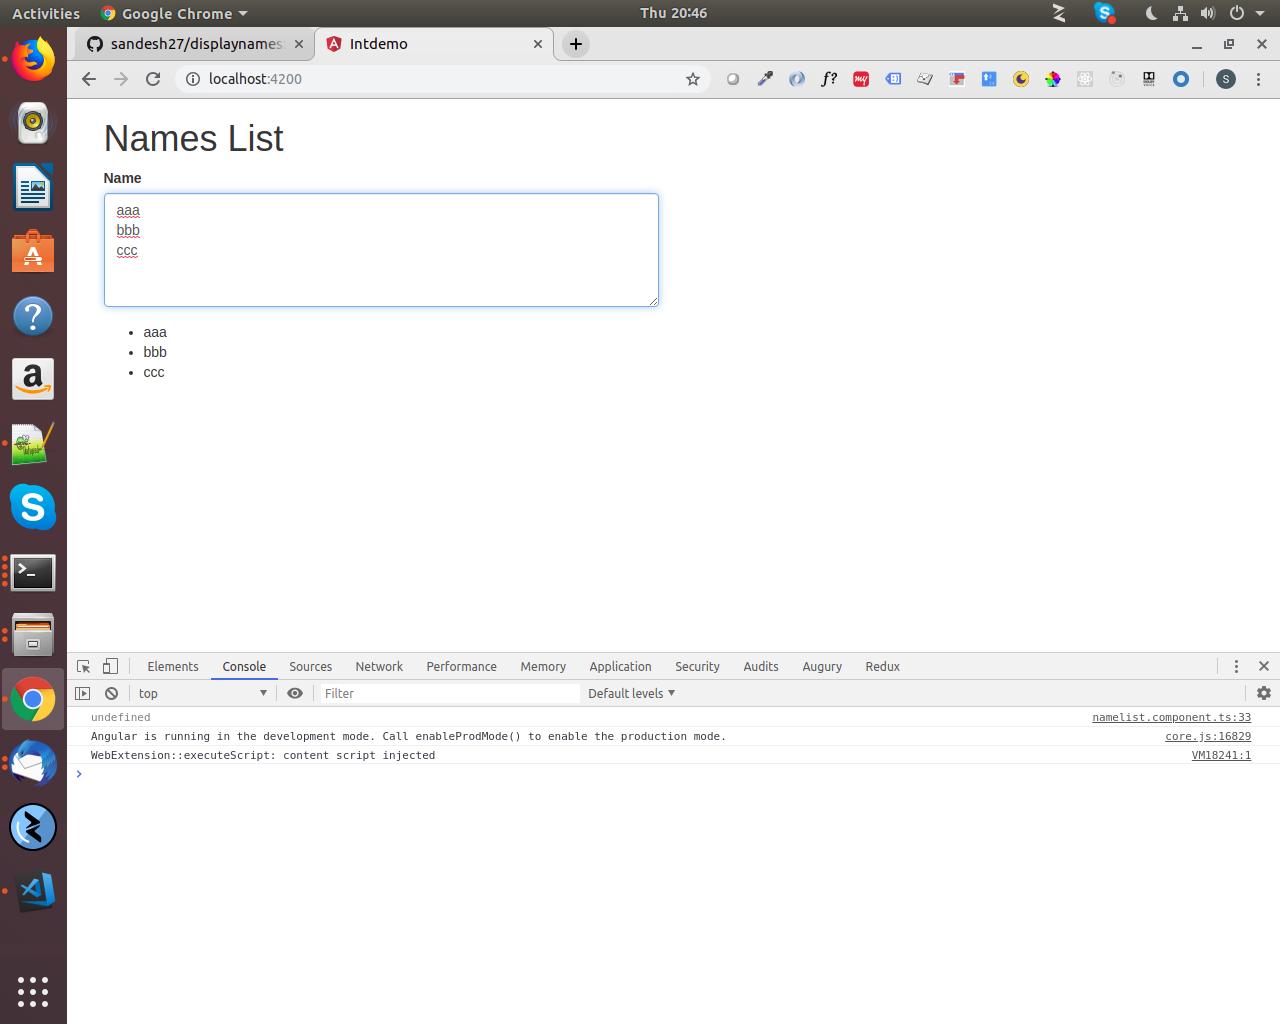 Activities
Google Chrome
Thu 20:46
sandesh27/displaynames
Intdemo
localhost:4200
f?
my
S
Names List
Name
aaa
bbb
ccc
• aaa
• bbb
• ccc
Elements
Console
Sources
Network
Performance
Memory
Application
Security
Audits
Augury
Redux
top
Filter
Default levels
undefined
namelist.component.ts:33
Angular is running in the development mode. Call enableProdMode() to enable the production mode.
core.js:16829
WebExtension::executeScript: content script injected
VM18241:1